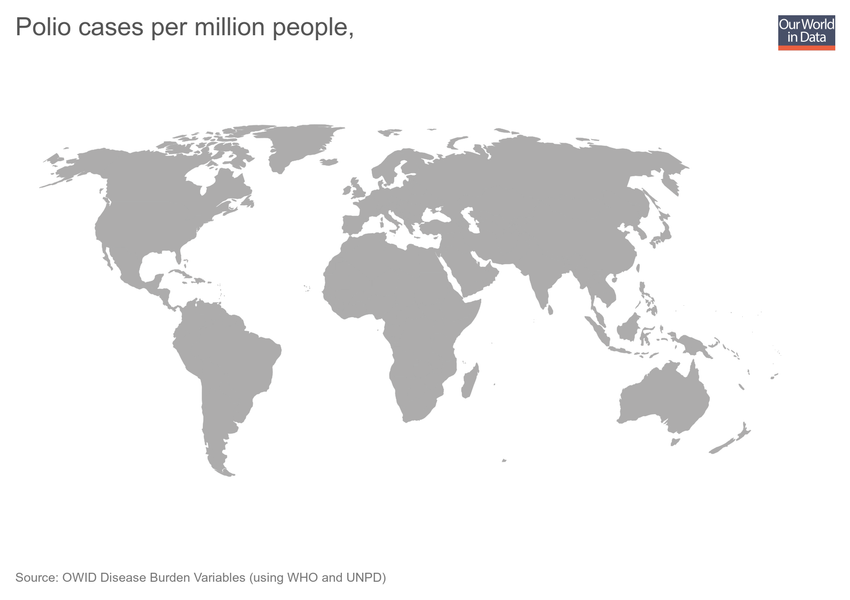 Polio cases per million people,
Our World
in Data
Source: OWID Disease Burden Variables (using WHO and UNPD)